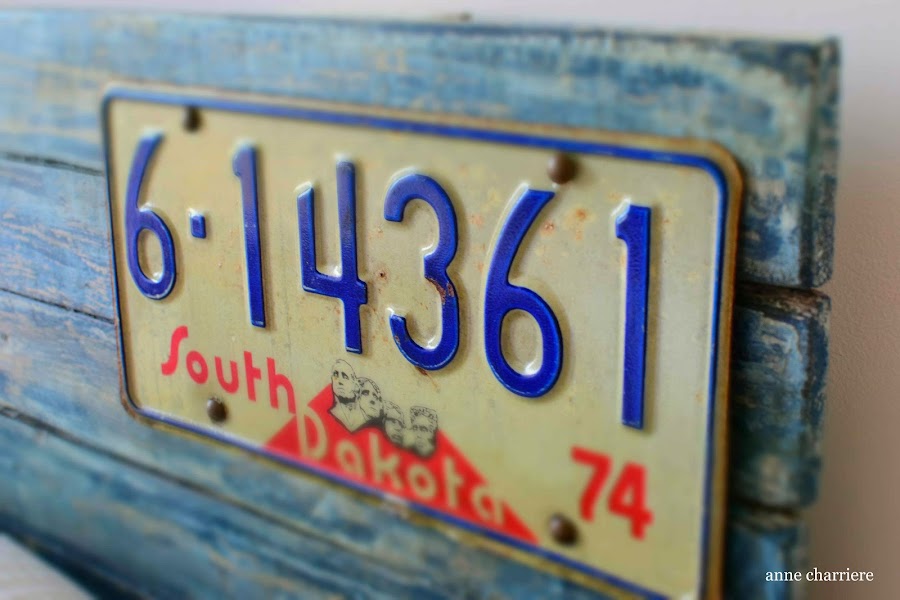 6-14361
South
Dakota
74
anne charriere